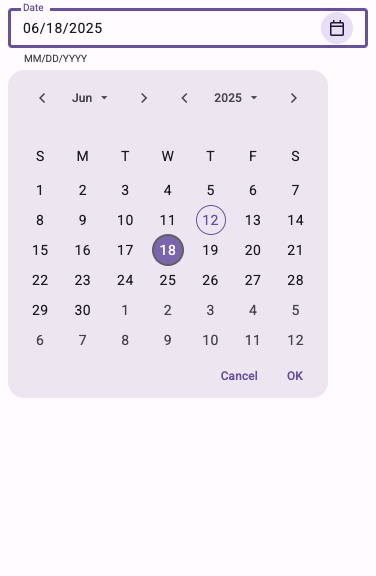 Date
06/18/2025
MM/DD/YYYY
Jun 2025
S M T W T F S
1 2 3 4 5 6 7
8 9 10 11 12 13 14
15 16 17 18 19 20 21
22 23 24 25 26 27 28
29 30 1 2 3 4 5
6 7 8 9 10 11 12
Cancel OK